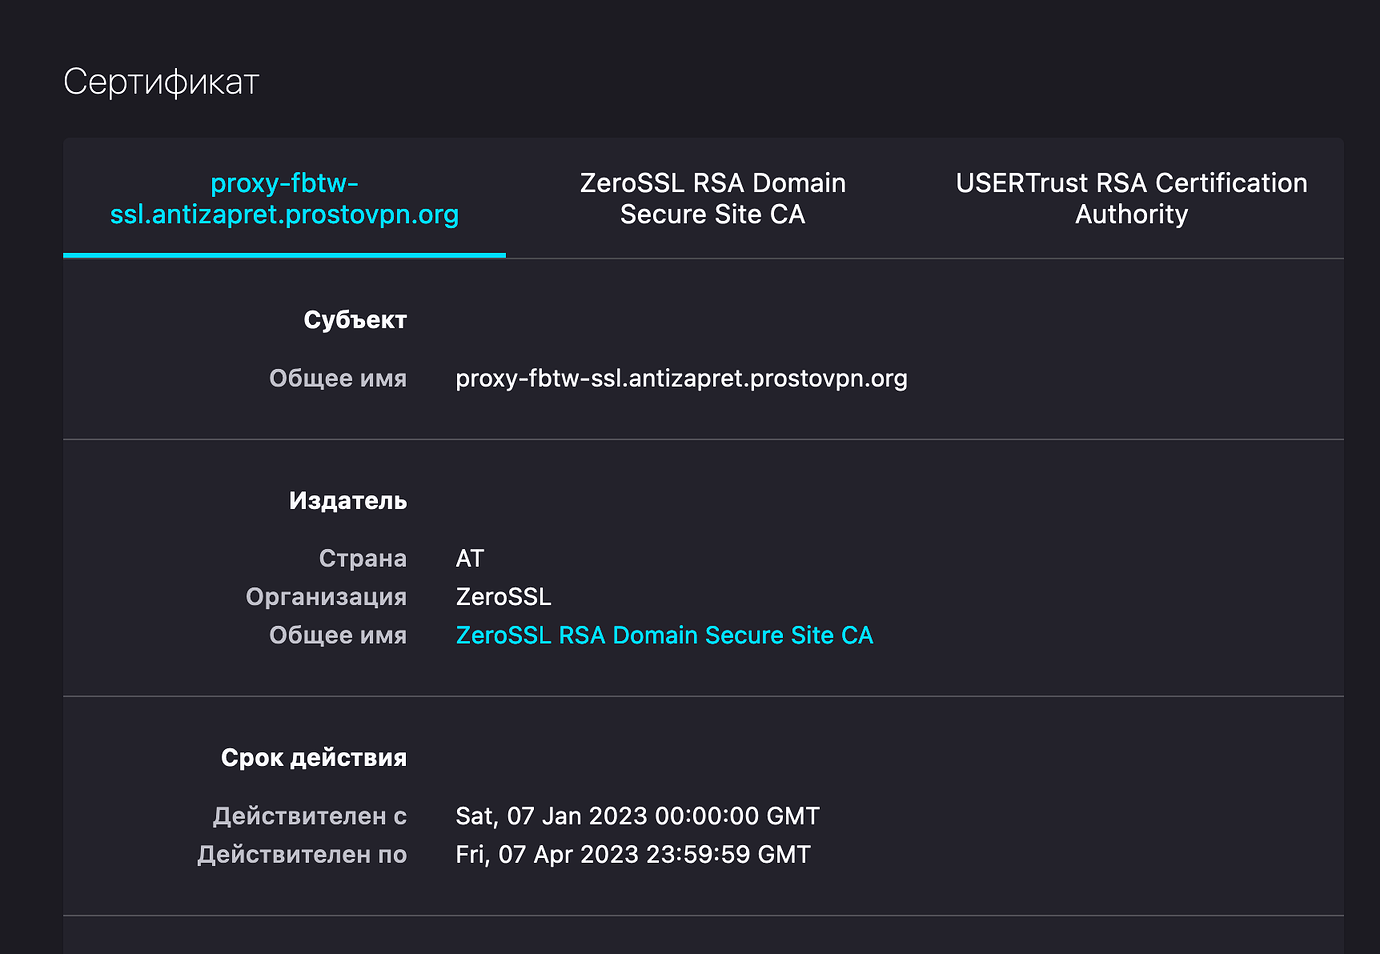 Сертификат
proxy-fbtw-
ssl.antizapret.prostovpn.org
ZeroSSL RSA Domain
Secure Site CA
USERTrust RSA Certification
Authority
Субъект
Общее имя proxy-fbtw-ssl.antizapret.prostovpn.org
Издатель
Страна AT
Организация ZeroSSL
Общее имя ZeroSSL RSA Domain Secure Site CA
Срок действия
Действителен с Sat, 07 Jan 2023 00:00:00 GMT
Действителен по Fri, 07 Apr 2023 23:59:59 GMT